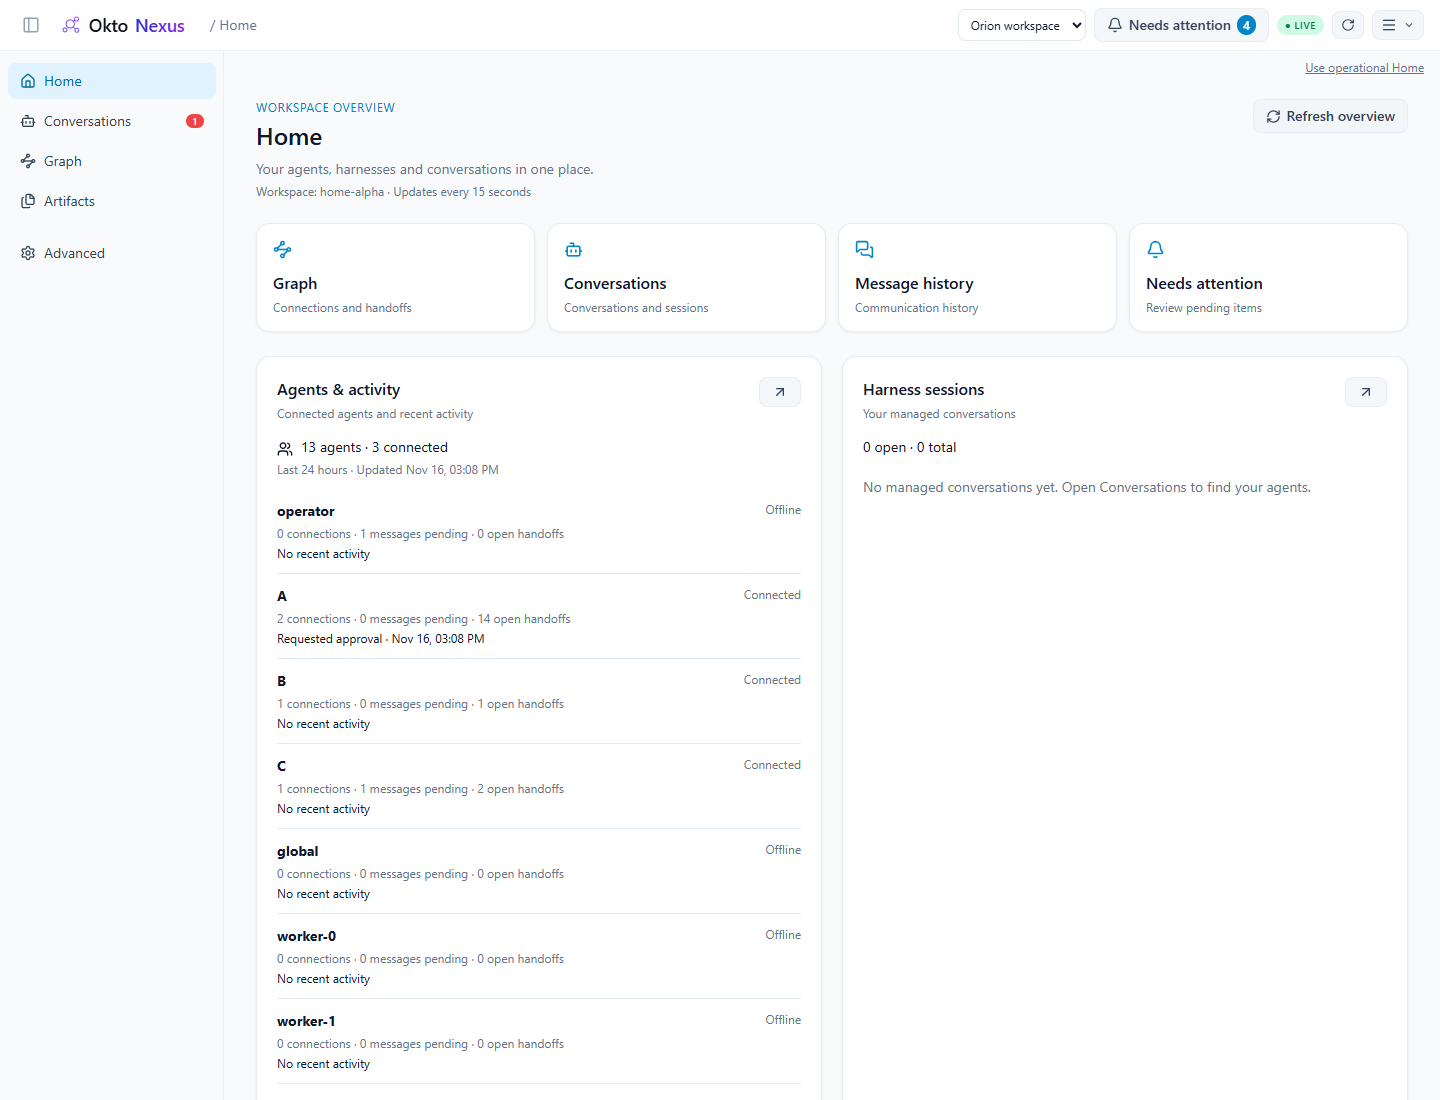 Okto Nexus
/ Home
Orion workspace
Needs attention 4
LIVE
Use operational Home
Home
Conversations 1
Graph
Artifacts
Advanced
WORKSPACE OVERVIEW
Home
Refresh overview
Your agents, harnesses and conversations in one place.
Workspace: home-alpha · Updates every 15 seconds
Graph
Connections and handoffs
Conversations
Conversations and sessions
Message history
Communication history
Needs attention
Review pending items
Agents & activity
Connected agents and recent activity
13 agents · 3 connected
Last 24 hours · Updated Nov 16, 03:08 PM
operator
Offline
0 connections · 1 messages pending · 0 open handoffs
No recent activity
A
Connected
2 connections · 0 messages pending · 14 open handoffs
Requested approval · Nov 16, 03:08 PM
B
Connected
1 connections · 0 messages pending · 1 open handoffs
No recent activity
C
Connected
1 connections · 1 messages pending · 2 open handoffs
No recent activity
global
Offline
0 connections · 0 messages pending · 0 open handoffs
No recent activity
worker-0
Offline
0 connections · 0 messages pending · 0 open handoffs
No recent activity
worker-1
Offline
0 connections · 0 messages pending · 0 open handoffs
No recent activity
Harness sessions
Your managed conversations
0 open · 0 total
No managed conversations yet. Open Conversations to find your agents.